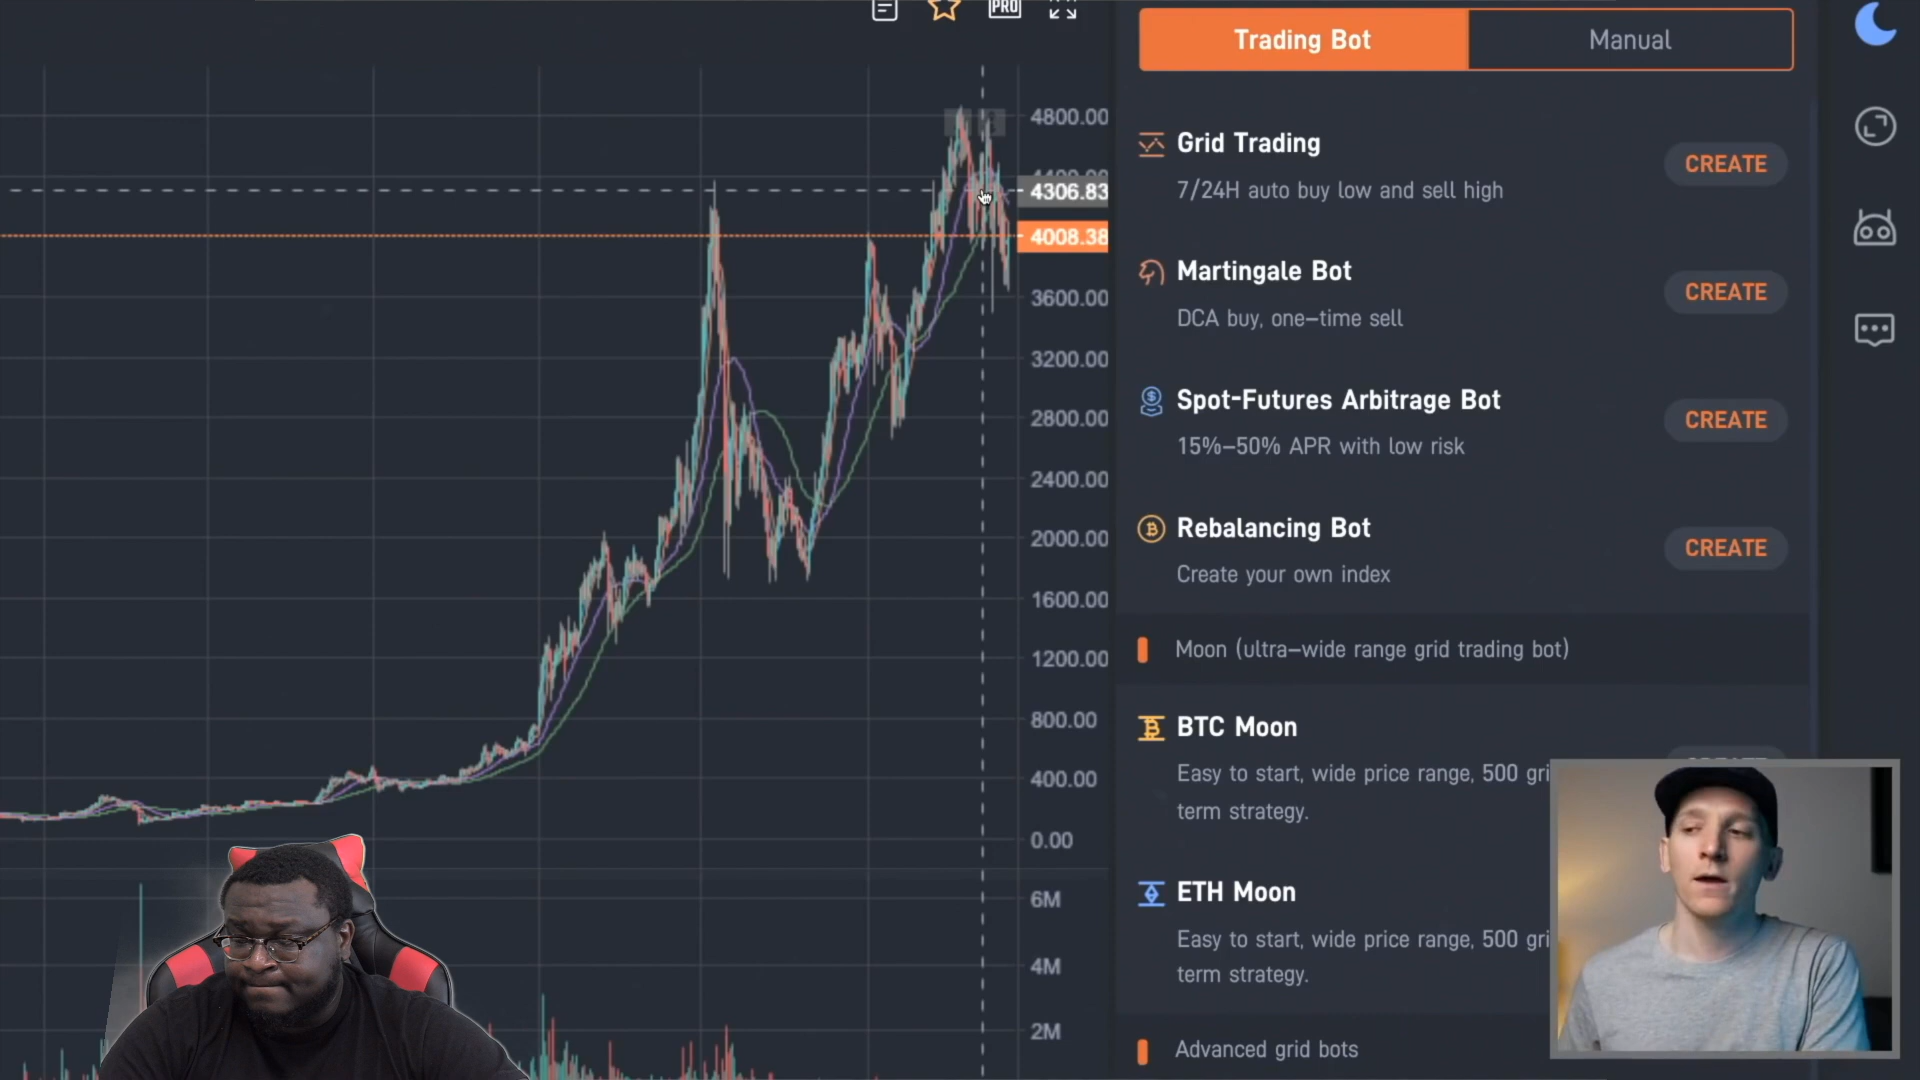 PRO
Trading Bot
Manual
4800.00
4306.83
4008.38
3600.00
3200.00
2800.00
2400.00
2000.00
1600.00
1200.00
800.00
400.00
0.00
6M
4M
2M
Grid Trading
7/24H auto buy low and sell high
CREATE
Martingale Bot
DCA buy, one-time sell
CREATE
Spot-Futures Arbitrage Bot
15%-50% APR with low risk
CREATE
Rebalancing Bot
Create your own index
CREATE
Moon (ultra-wide range grid trading bot)
BTC Moon
Easy to start, wide price range, 500 gri
term strategy.
ETH Moon
Easy to start, wide price range, 500 gri
term strategy.
Advanced grid bots